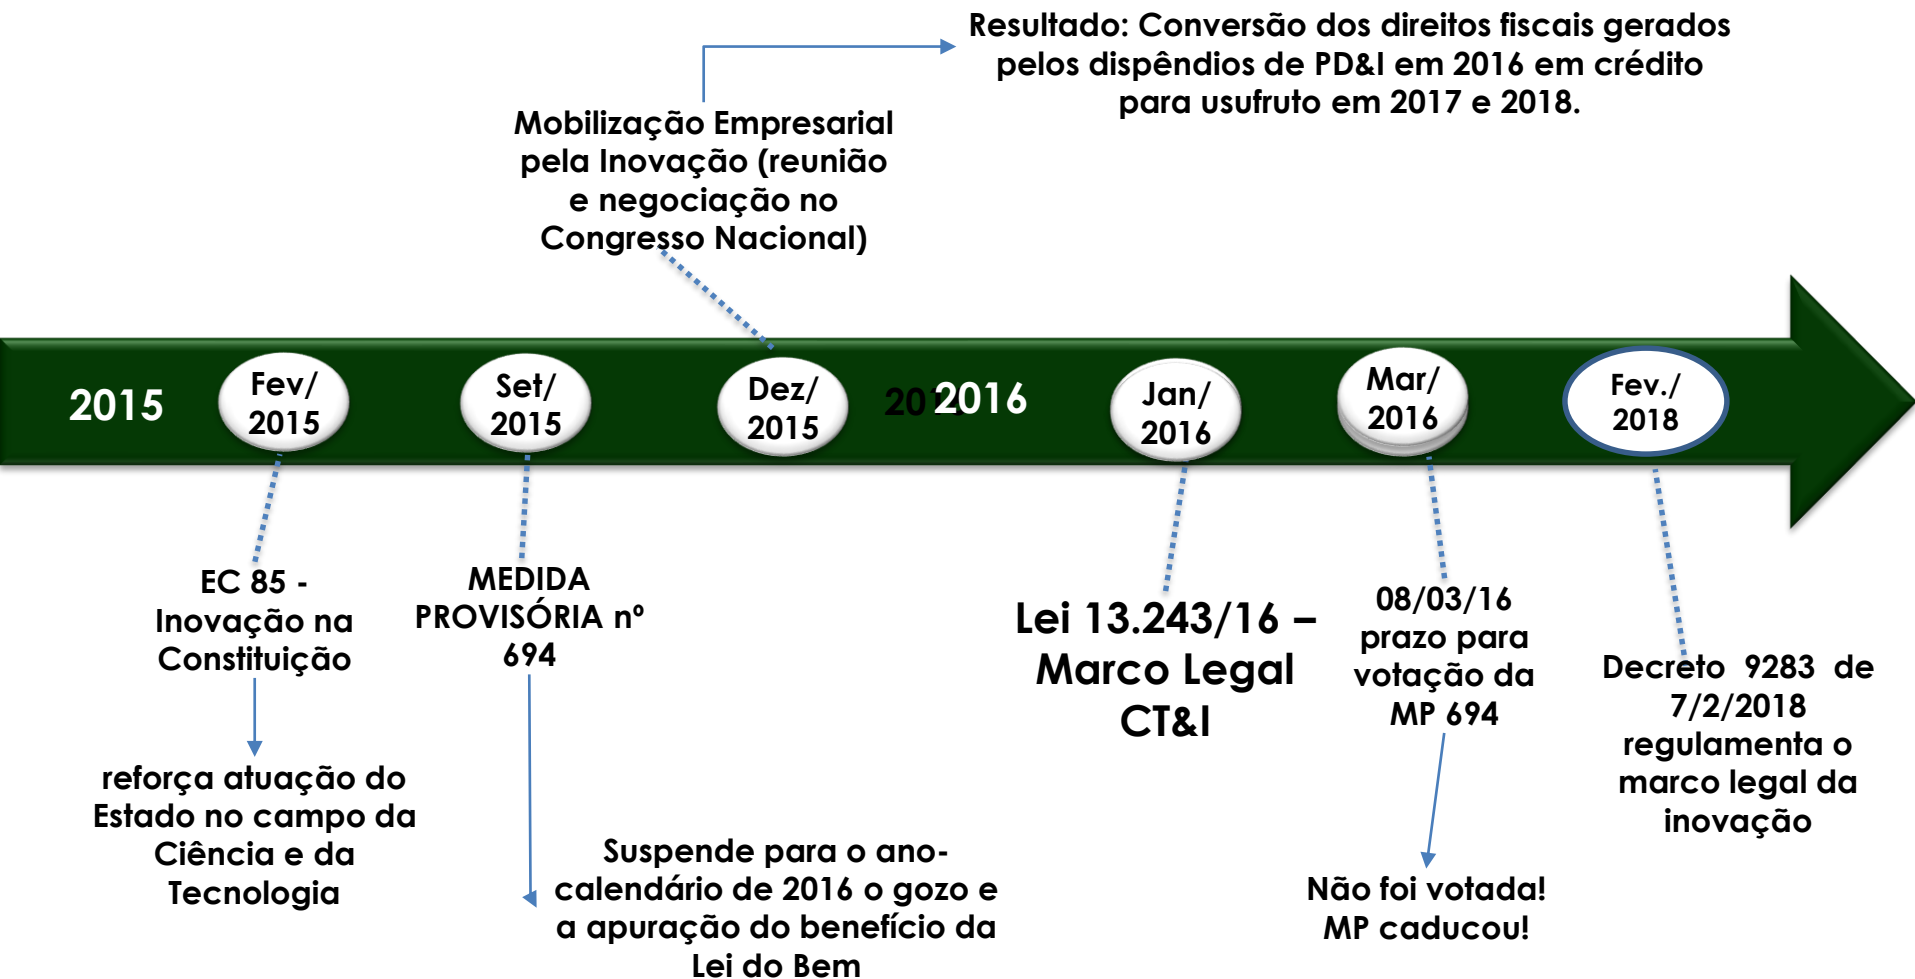 Resultado: Conversão dos direitos fiscais gerados
pelos dispêndios de PD&I em 2016 em crédito
para usufruto em 2017 e 2018.
Mobilização Empresarial
pela Inovação (reunião
e negociação no
Congresso Nacional)
2015
Fev/
2015
Set/
2015
Dez/
2015
2016
Jan/
2016
Mar/
2016
Fev./
2018
EC 85 -
Inovação na
Constituição
reforça atuação do
Estado no campo da
Ciência e da
Tecnologia
MEDIDA
PROVISÓRIA nº
694
Suspende para o ano-
calendário de 2016 o gozo e
a apuração do benefício da
Lei do Bem
Lei 13.243/16 –
Marco Legal
CT&I
08/03/16
prazo para
votação da
MP 694
Não foi votada!
MP caducou!
Decreto 9283 de
7/2/2018
regulamenta o
marco legal da
inovação